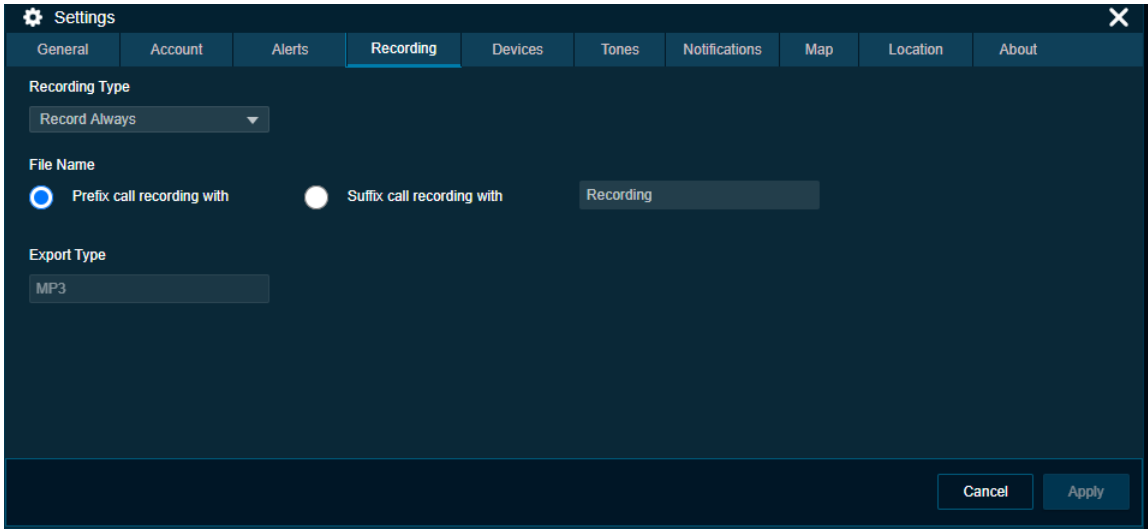 Settings
General Account Alerts Recording Devices Tones Notifications Map Location About
Recording Type
Record Always
File Name
Prefix call recording with Suffix call recording with Recording
Export Type
MP3
Cancel Apply